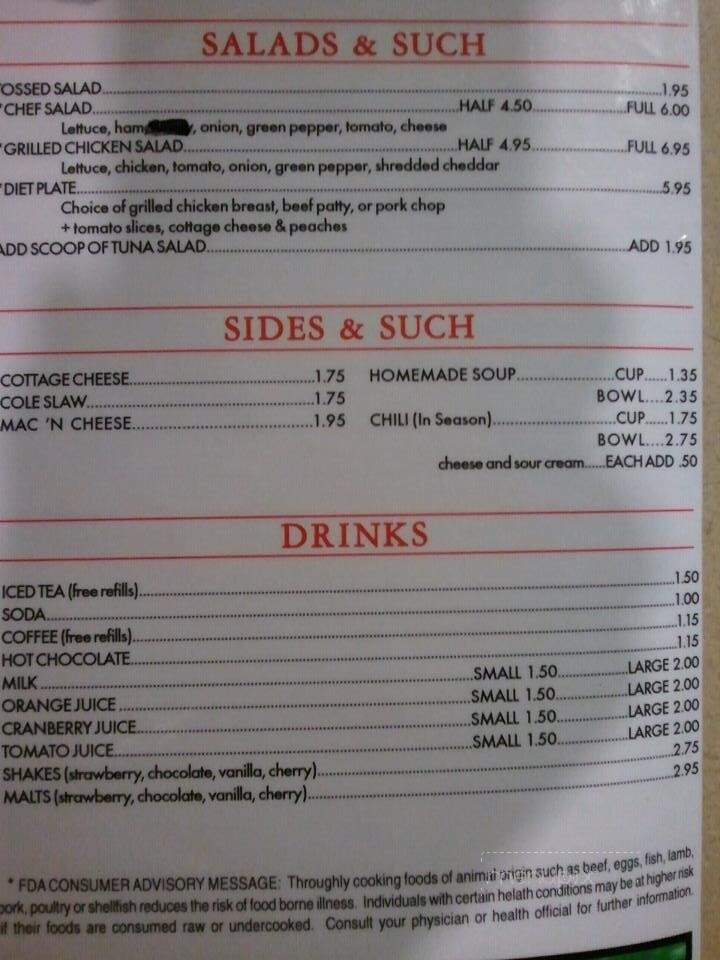 SALADS & SUCH
OSSED SALAD 1.95
*CHEF SALAD HALF 4.50 FULL 6.00
Lettuce, ham, onion, green pepper, tomato, cheese
*GRILLED CHICKEN SALAD HALF 4.95 FULL 6.95
Lettuce, chicken, tomato, onion, green pepper, shredded cheddar
*DIET PLATE 5.95
Choice of grilled chicken breast, beef patty, or pork chop
+ tomato slices, cottage cheese & peaches
ADD SCOOP OF TUNA SALAD ADD 1.95
SIDES & SUCH
COTTAGE CHEESE 1.75
COLE SLAW 1.75
MAC 'N CHEESE 1.95
HOMEMADE SOUP CUP 1.35
BOWL 2.35
CHILI (In Season) CUP 1.75
BOWL 2.75
cheese and sour cream EACH ADD .50
DRINKS
ICED TEA (free refills) 1.50
SODA 1.00
COFFEE (free refills) 1.15
HOT CHOCOLATE 1.15
MILK SMALL 1.50 LARGE 2.00
ORANGE JUICE SMALL 1.50 LARGE 2.00
CRANBERRY JUICE SMALL 1.50 LARGE 2.00
TOMATO JUICE SMALL 1.50 LARGE 2.00
SHAKES (strawberry, chocolate, vanilla, cherry) 2.75
MALTS (strawberry, chocolate, vanilla, cherry) 2.95
* FDA CONSUMER ADVISORY MESSAGE: Throughly cooking foods of animal origin such as beef, eggs, fish, lamb,
pork, poultry or shellfish reduces the risk of food borne illness. Individuals with certain helath conditions may be at higher risk
if their foods are consumed raw or undercooked. Consult your physician or health official for further information.